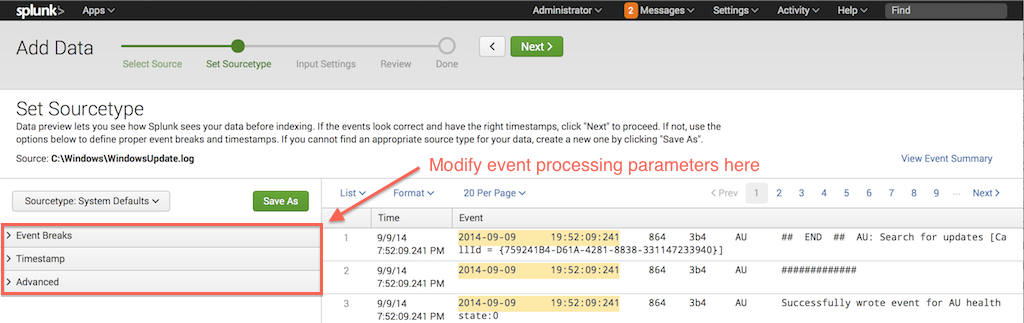 splunk> Apps Administrator 2 Messages Settings Activity Help Find
Add Data
Select Source Set Sourcetype Input Settings Review Done
< Next >
Set Sourcetype
Data preview lets you see how Splunk sees your data before indexing. If the events look correct and have the right timestamps, click "Next" to proceed. If not, use the
options below to define proper event breaks and timestamps. If you cannot find an appropriate source type for your data, create a new one by clicking "Save As".
Source: C:\Windows\WindowsUpdate.log
Modify event processing parameters here
View Event Summary
Sourcetype: System Defaults Save As
> Event Breaks
> Timestamp
> Advanced
List Format 20 Per Page < Prev 1 2 3 4 5 6 7 8 9 ... Next >
Time Event
1 9/9/14 2014-09-09 19:52:09:241 864 3b4 AU ## END ## AU: Search for updates [Ca
7:52:09.241 PM llId = {759241B4-D61A-4281-8838-331147233940}]
2 9/9/14 2014-09-09 19:52:09:241 864 3b4 AU #############
7:52:09.241 PM
3 9/9/14 2014-09-09 19:52:09:241 864 3b4 AU Successfully wrote event for AU health
7:52:09.241 PM state:0